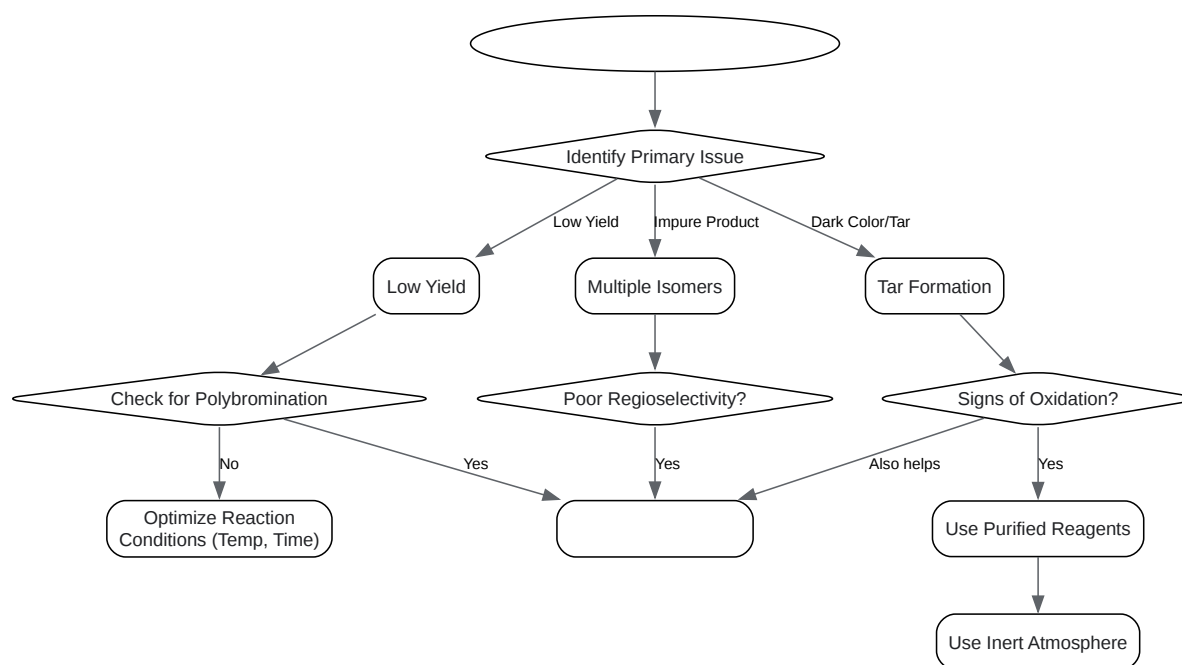 Identify Primary Issue
Low Yield
Impure Product
Dark Color/Tar
Low Yield
Multiple Isomers
Tar Formation
Check for Polybromination
Poor Regioselectivity?
Signs of Oxidation?
No
Yes
Yes
Also helps
Yes
Optimize Reaction
Conditions (Temp, Time)
Use Purified Reagents
Use Inert Atmosphere